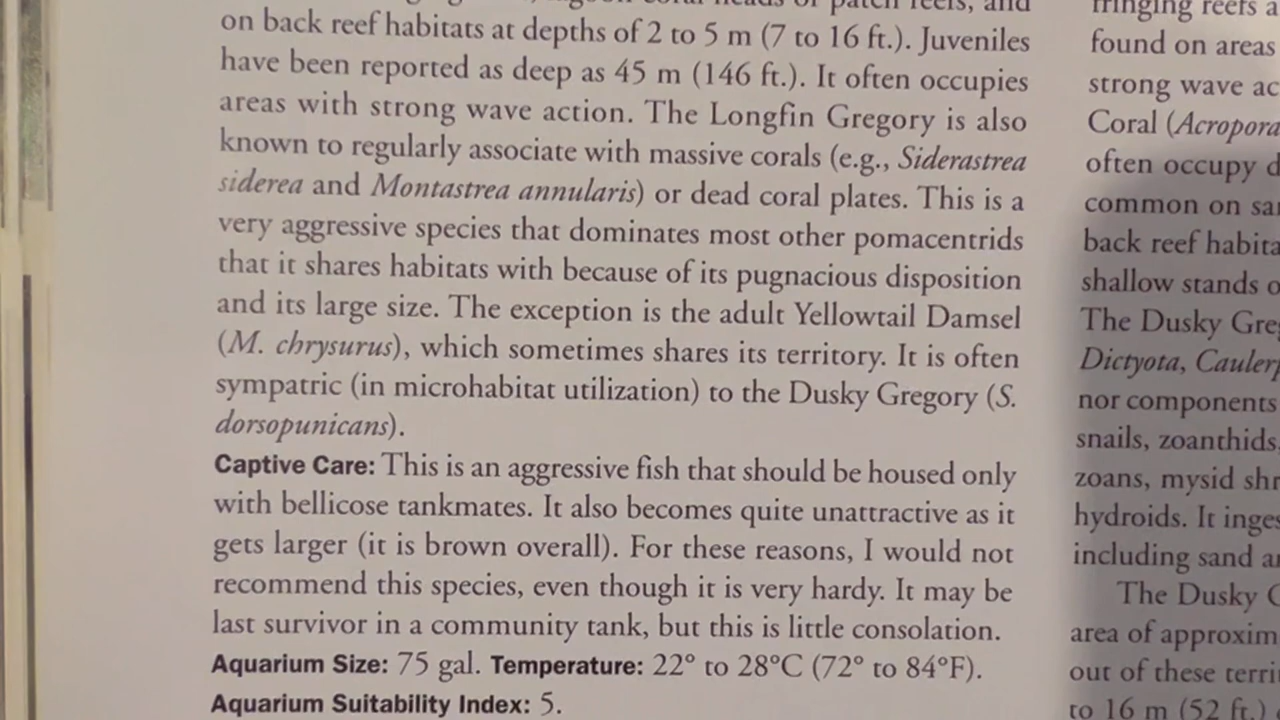 on back reef habitats at depths of 2 to 5 m (7 to 16 ft.). Juveniles
have been reported as deep as 45 m (146 ft.). It often occupies
areas with strong wave action. The Longfin Gregory is also
known to regularly associate with massive corals (e.g., Siderastrea
siderea and Montastrea annularis) or dead coral plates. This is a
very aggressive species that dominates most other pomacentrids
that it shares habitats with because of its pugnacious disposition
and its large size. The exception is the adult Yellowtail Damsel
(M. chrysurus), which sometimes shares its territory. It is often
sympatric (in microhabitat utilization) to the Dusky Gregory (S.
dorsopunicans).
Captive Care: This is an aggressive fish that should be housed only
with bellicose tankmates. It also becomes quite unattractive as it
gets larger (it is brown overall). For these reasons, I would not
recommend this species, even though it is very hardy. It may be
last survivor in a community tank, but this is little consolation.
Aquarium Size: 75 gal. Temperature: 22° to 28°C (72° to 84°F).
Aquarium Suitability Index: 5.
fringing reefs a
found on areas
strong wave ac
Coral (Acropora
often occupy d
common on sa
back reef habita
shallow stands o
The Dusky Gre
Dictyota, Caulerp
nor components
snails, zoanthids,
zoans, mysid shr
hydroids. It inges
including sand a
The Dusky G
area of approxim
out of these terri
to 16 m (52 ft.)